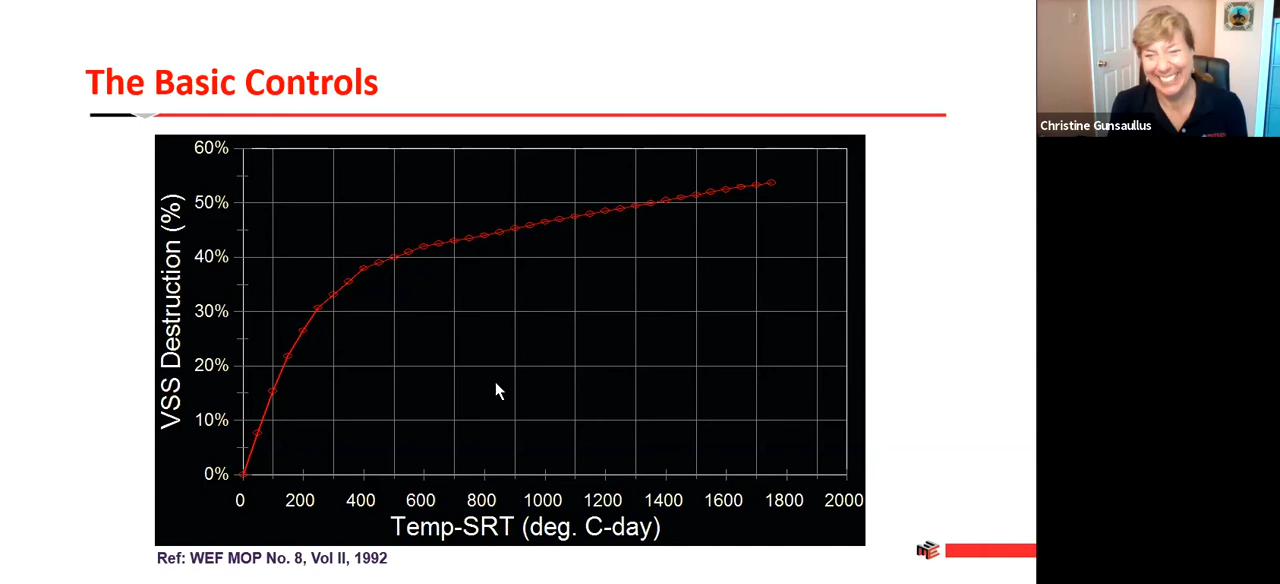 The Basic Controls
Christine Gunsaullus
60%
50%
40%
30%
20%
10%
0%
VSS Destruction (%)
0 200 400 600 800 1000 1200 1400 1600 1800 2000
Temp-SRT (deg. C-day)
Ref: WEF MOP No. 8, Vol II, 1992